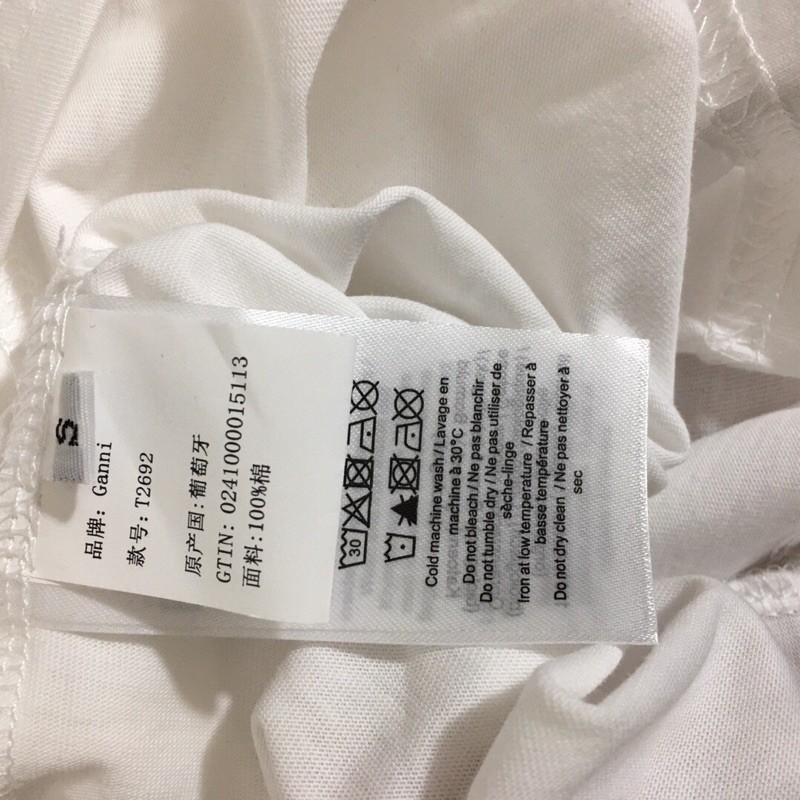 S
品牌: Ganni
款号: T2692
原产国: 葡萄牙
GTIN: 0241000015113
面料: 100%棉
30
Cold machine wash / Lavage en
machine à 30°C
Do not bleach / Ne pas blanchir
Do not tumble dry / Ne pas utiliser de
sèche-linge
Iron at low temperature / Repasser à
basse température
Do not dry clean / Ne pas nettoyer à
sec